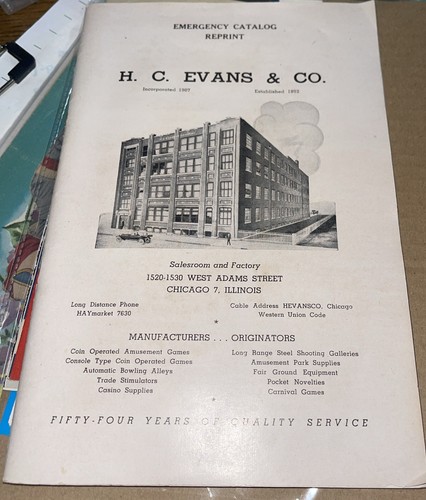 EMERGENCY CATALOG
REPRINT
H. C. EVANS & CO.
Incorporated 1907 Established 1892
Salesroom and Factory
1520-1530 WEST ADAMS STREET
CHICAGO 7, ILLINOIS
Long Distance Phone
HAYmarket 7630
Cable Address HEVANSCO, Chicago
Western Union Code
MANUFACTURERS . . . ORIGINATORS
Coin Operated Amusement Games
Console Type Coin Operated Games
Automatic Bowling Alleys
Trade Stimulators
Casino Supplies
Long Range Steel Shooting Galleries
Amusement Park Supplies
Fair Ground Equipment
Pocket Novelties
Carnival Games
FIFTY-FOUR YEARS OF QUALITY SERVICE